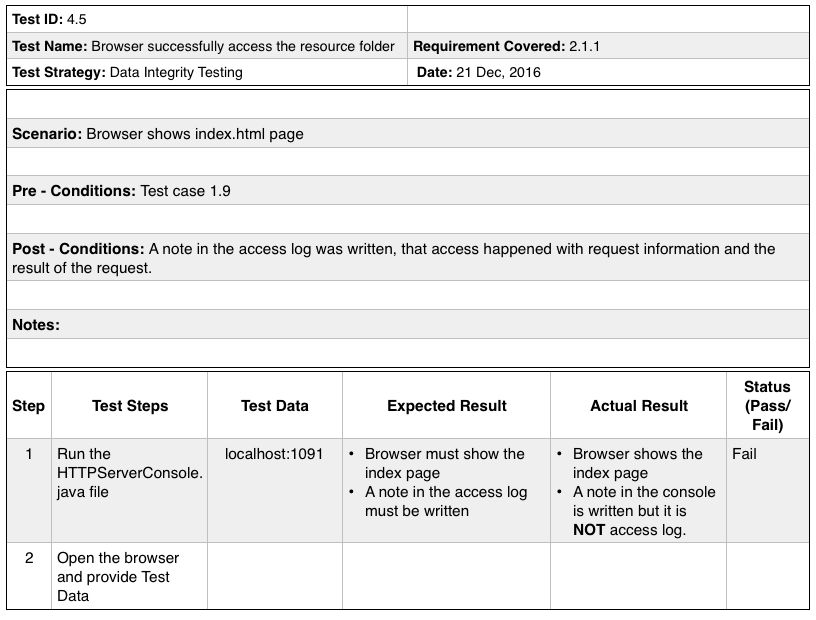 Test ID: 4.5
Test Name: Browser successfully access the resource folder
Requirement Covered: 2.1.1
Test Strategy: Data Integrity Testing
Date: 21 Dec, 2016
Scenario: Browser shows index.html page
Pre - Conditions: Test case 1.9
Post - Conditions: A note in the access log was written, that access happened with request information and the
result of the request.
Notes:
Step
Test Steps
Test Data
Expected Result
Actual Result
Status
(Pass/
Fail)
1
Run the
HTTPServerConsole.
java file
localhost:1091
• Browser must show the
index page
• A note in the access log
must be written
• Browser shows the
index page
• A note in the console
is written but it is
NOT access log.
Fail
2
Open the browser
and provide Test
Data